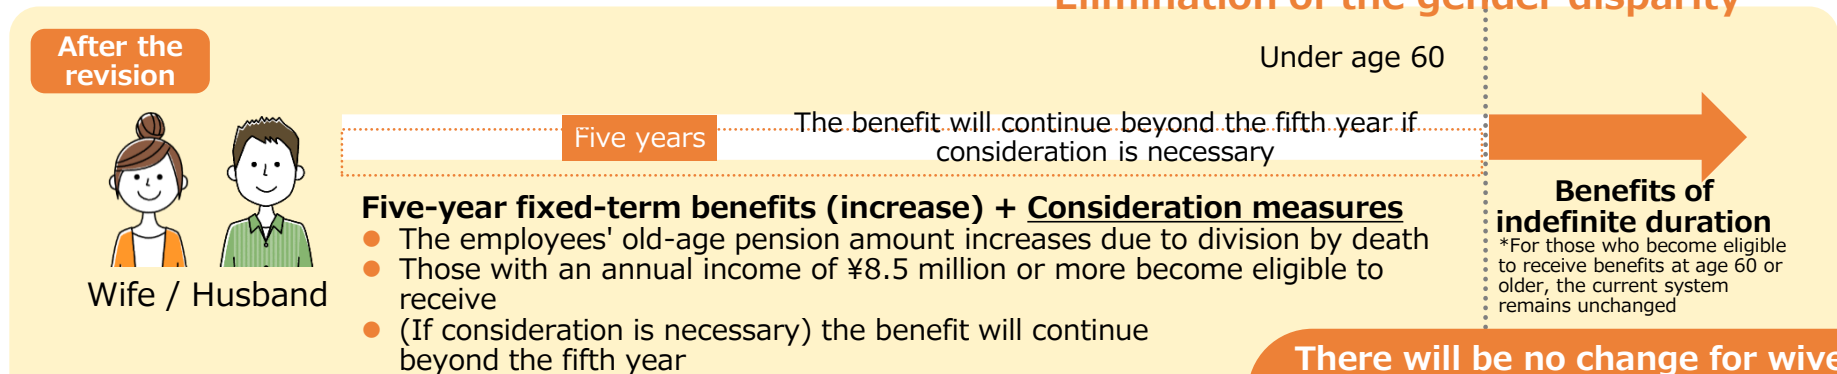 Elimination of the gender disparity
After the
revision
Under age 60
Five years
The benefit will continue beyond the fifth year if
consideration is necessary
Wife / Husband
Five-year fixed-term benefits (increase) + Consideration measures
● The employees' old-age pension amount increases due to division by death
● Those with an annual income of ¥8.5 million or more become eligible to
receive
● (If consideration is necessary) the benefit will continue
beyond the fifth year
Benefits of
indefinite duration
*For those who become eligible
to receive benefits at age 60 or
older, the current system
remains unchanged
There will be no change for wive